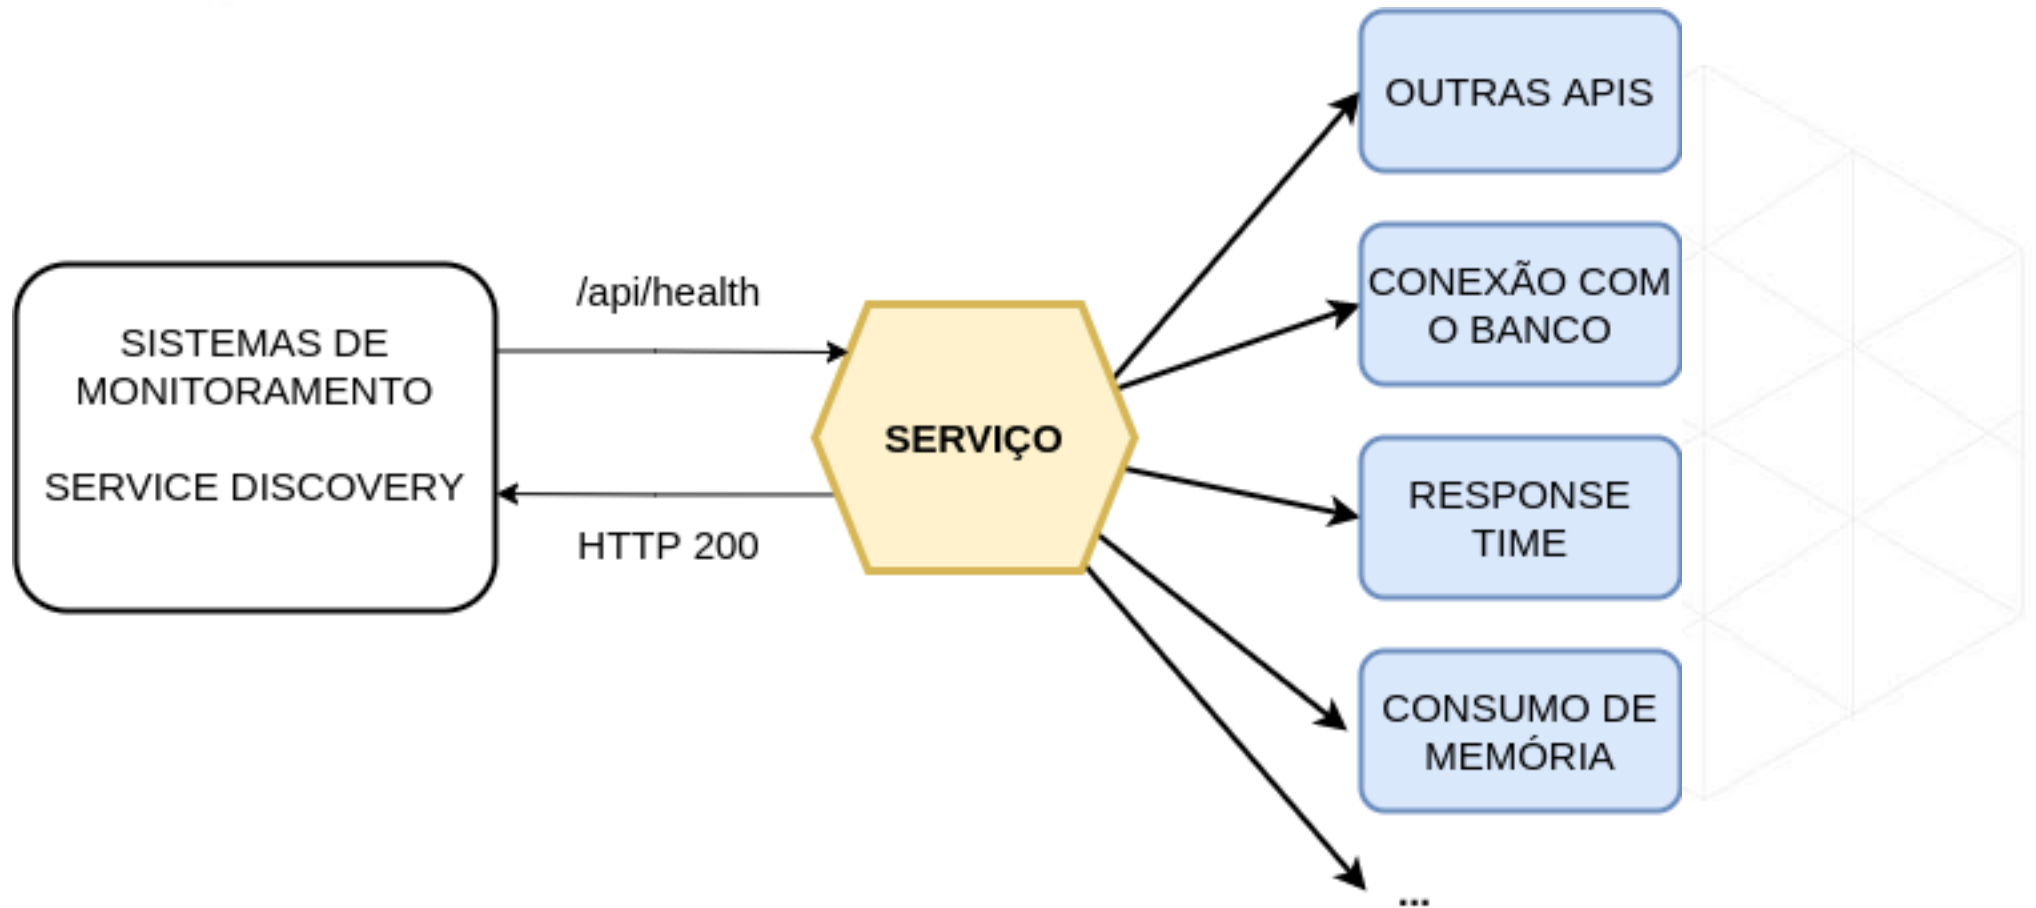 SISTEMAS DE
MONITORAMENTO
SERVICE DISCOVERY
/api/health
HTTP 200
SERVIÇO
OUTRAS APIS
CONEXÃO COM
O BANCO
RESPONSE
TIME
CONSUMO DE
MEMÓRIA
...